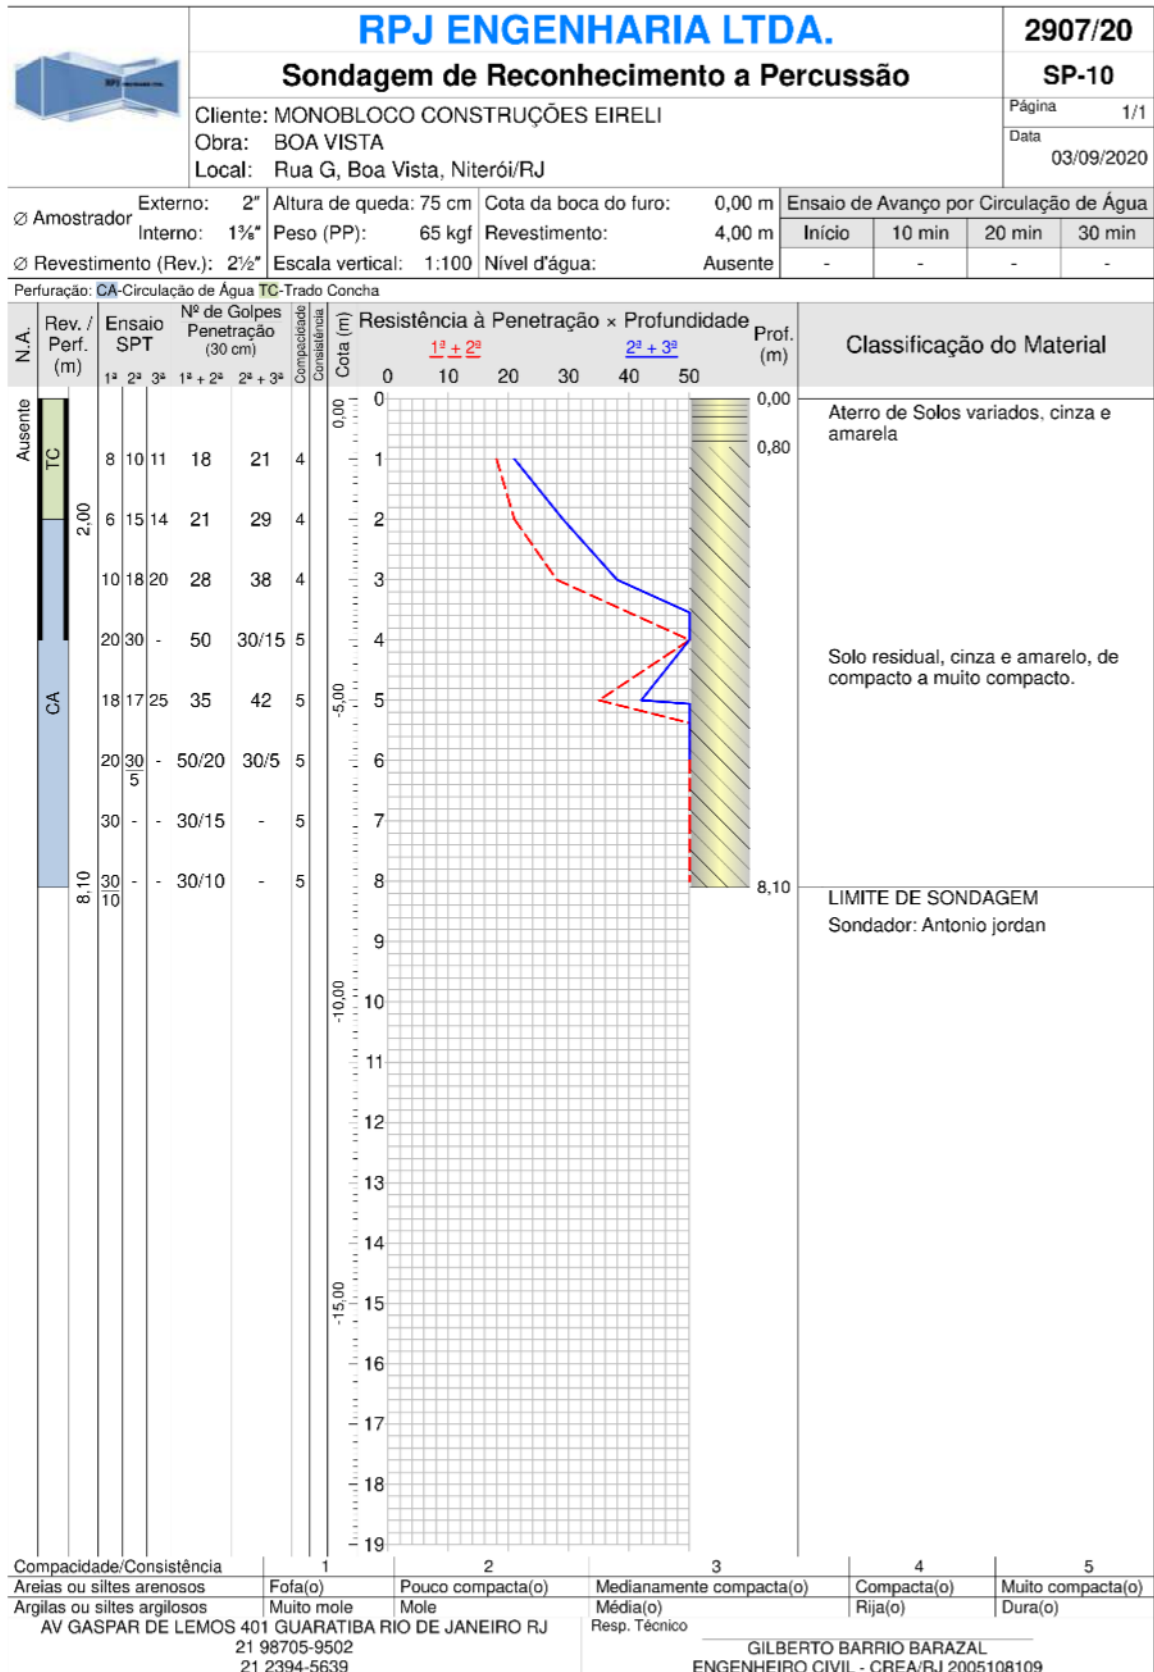 RPJ ENGENHARIA LTDA.
2907/20
Sondagem de Reconhecimento a Percussão
SP-10
Cliente: MONOBLOCO CONSTRUÇÕES EIRELI
Obra: BOA VISTA
Local: Rua G, Boa Vista, Niterói/RJ
Página 1/1
Data
03/09/2020
Ø Amostrador Externo: 2" Interno: 1⅜"
Ø Revestimento (Rev.): 2½"
Altura de queda: 75 cm
Peso (PP): 65 kgf
Escala vertical: 1:100
Cota da boca do furo: 0,00 m
Revestimento: 4,00 m
Nível d'água: Ausente
Ensaio de Avanço por Circulação de Água
Início 10 min 20 min 30 min
- - - -
Perfuração: CA-Circulação de Água TC-Trado Concha
N.A.
Rev. / Perf. (m)
Ensaio SPT
1ª 2ª 3ª
Nº de Golpes
Penetração
(30 cm)
1ª + 2ª 2ª + 3ª
Compacidade
Consistência
Cota (m)
Resistência à Penetração × Profundidade
1ª + 2ª 2ª + 3ª
0 10 20 30 40 50
Prof. (m)
Classificação do Material
Ausente
TC
2,00
CA
8,10
8 10 11 18 21 4
6 15 14 21 29 4
10 18 20 28 38 4
20 30 - 50 30/15 5
18 17 25 35 42 5
20 30/5 - 50/20 30/5 5
30 - - 30/15 - 5
30/10 - - 30/10 - 5
0,00
-5,00
-10,00
-15,00
0
1
2
3
4
5
6
7
8
9
10
11
12
13
14
15
16
17
18
19
0,00
0,80
8,10
Aterro de Solos variados, cinza e
amarela
Solo residual, cinza e amarelo, de
compacto a muito compacto.
LIMITE DE SONDAGEM
Sondador: Antonio jordan
Compacidade/Consistência 1 2 3 4 5
Areias ou siltes arenosos Fofa(o) Pouco compacta(o) Medianamente compacta(o) Compacta(o) Muito compacta(o)
Argilas ou siltes argilosos Muito mole Mole Média(o) Rija(o) Dura(o)
AV GASPAR DE LEMOS 401 GUARATIBA RIO DE JANEIRO RJ
21 98705-9502
21 2394-5639
Resp. Técnico
GILBERTO BARRIO BARAZAL
ENGENHEIRO CIVIL - CREA/RJ 2005108109